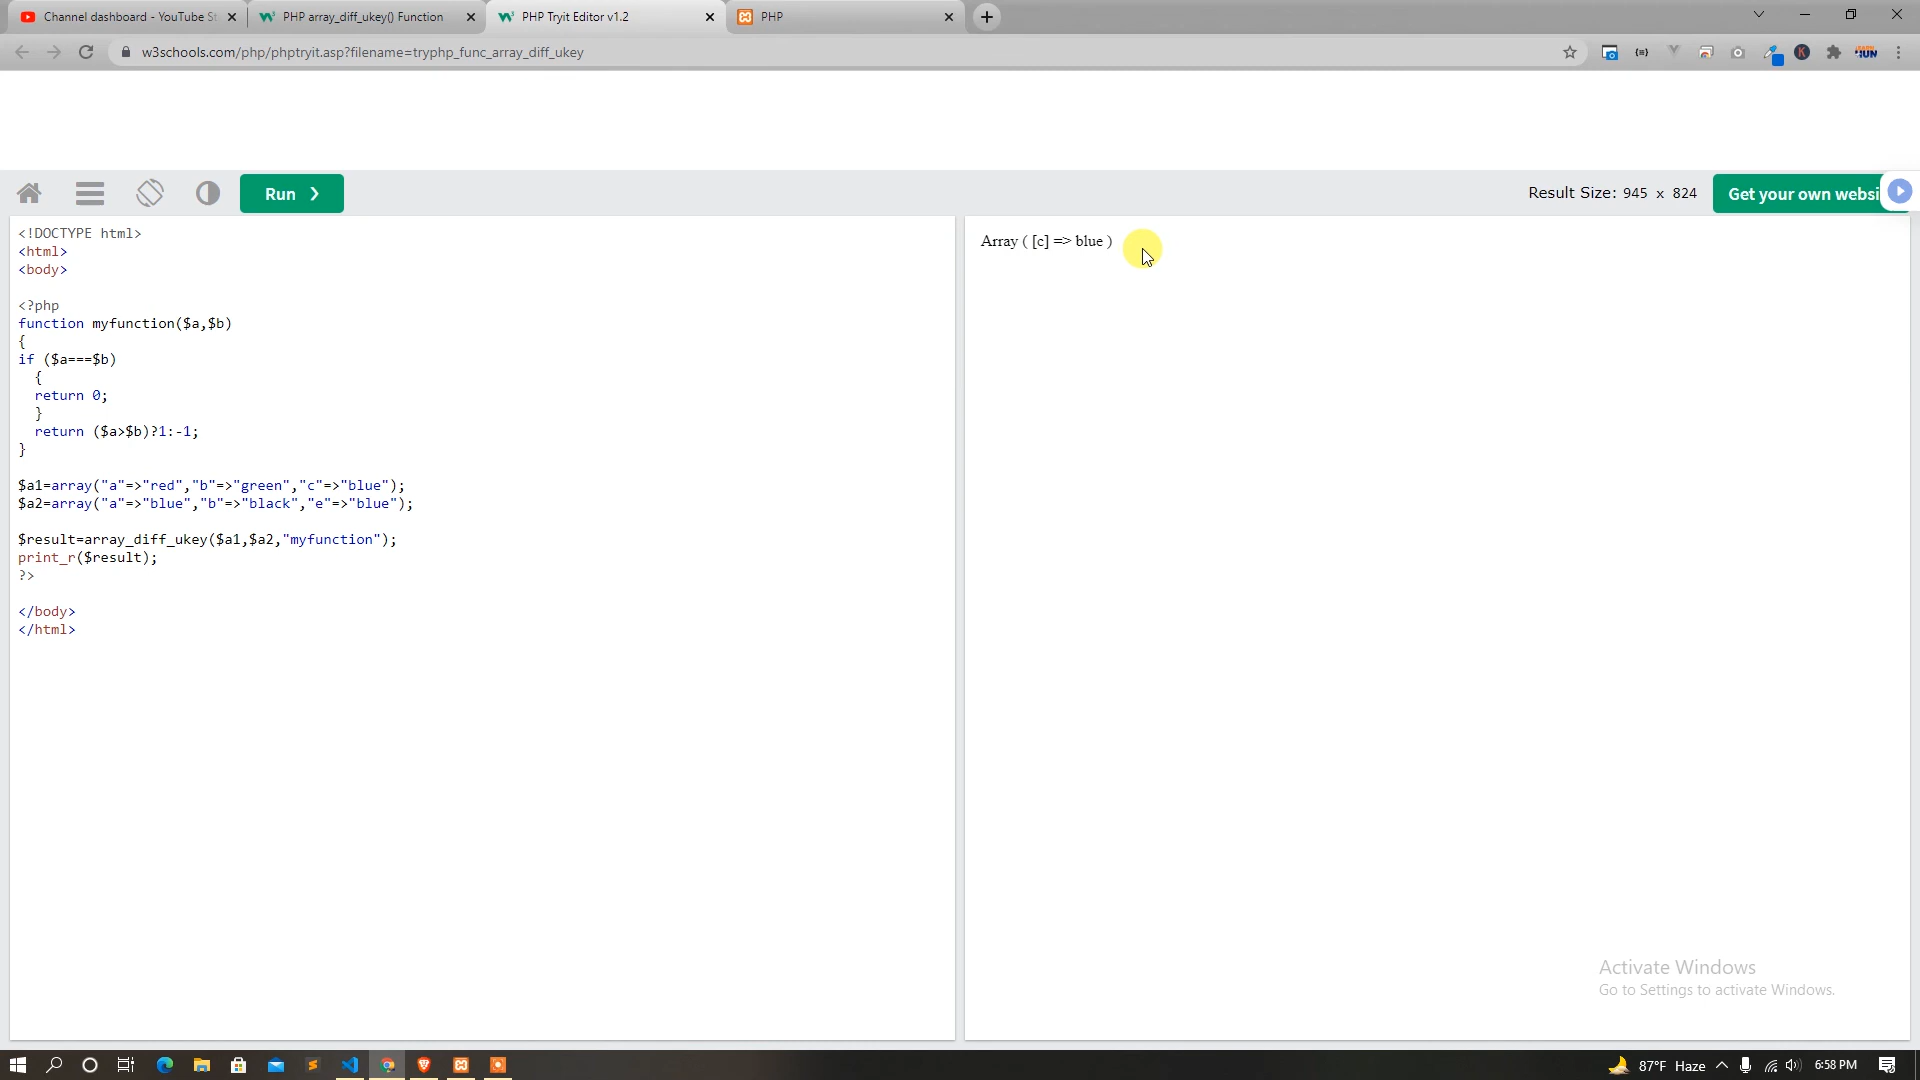 Channel dashboard - YouTube St
PHP array_diff_ukey() Function
PHP Tryit Editor v1.2
PHP
w3schools.com/php/phptryit.asp?filename=tryphp_func_array_diff_ukey
Run ❯
Result Size: 945 x 824
Get your own websi
<!DOCTYPE html>
<html>
<body>
<?php
function myfunction($a,$b)
{
if ($a===$b)
{
return 0;
}
return ($a>$b)?1:-1;
}
$a1=array("a"=>"red","b"=>"green","c"=>"blue");
$a2=array("a"=>"blue","b"=>"black","e"=>"blue");
$result=array_diff_ukey($a1,$a2,"myfunction");
print_r($result);
?>
</body>
</html>
Array ( [c] => blue )
Activate Windows
Go to Settings to activate Windows.
87°F Haze
6:58 PM